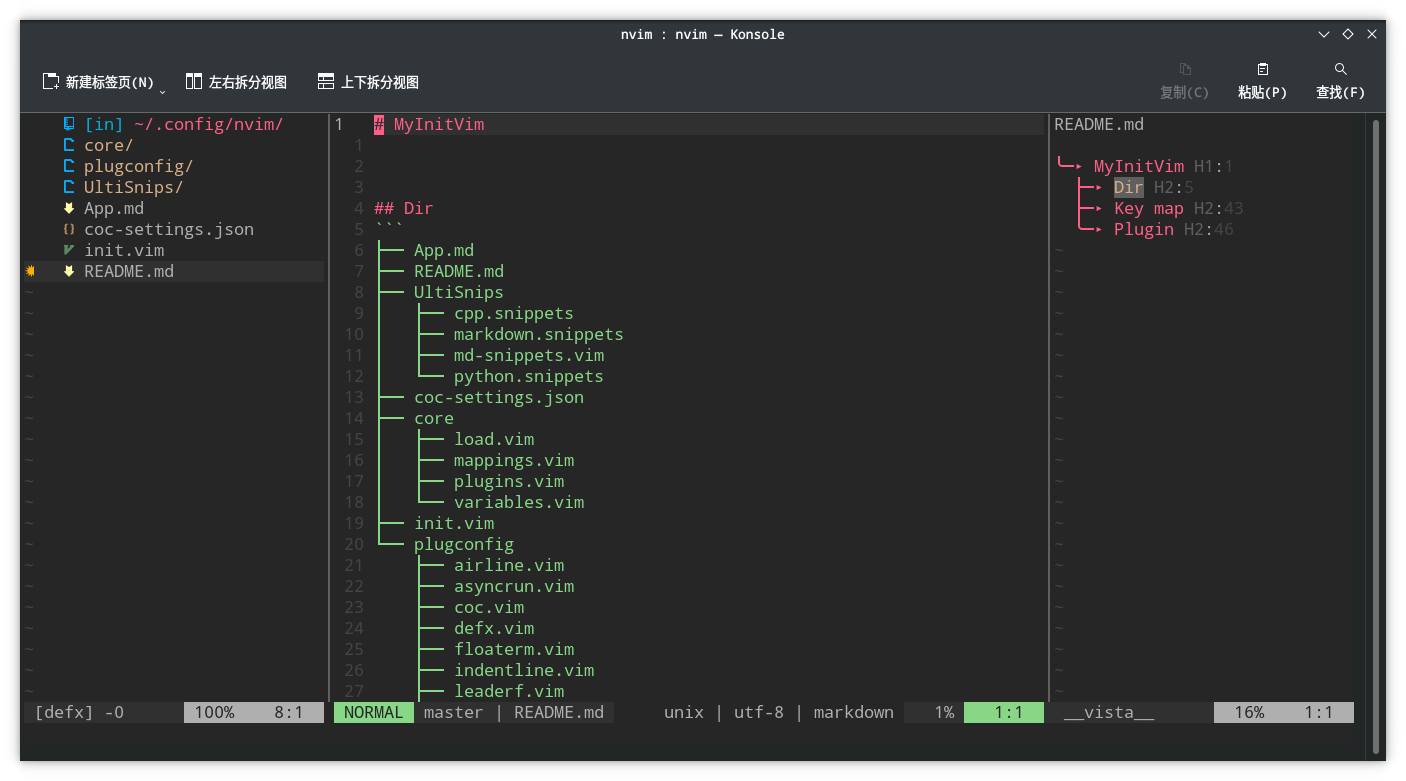 nvim : nvim — Konsole
新建标签页(N) 左右拆分视图 上下拆分视图 复制(C) 粘贴(P) 查找(F)
[in] ~/.config/nvim/
core/
plugconfig/
UltiSnips/
App.md
coc-settings.json
init.vim
README.md
[defx] -0 100% 8:1
1 # MyInitVim
1
2
3
4 ## Dir
5 ```
6 ├── App.md
7 ├── README.md
8 ├── UltiSnips
9 │   ├── cpp.snippets
10 │   ├── markdown.snippets
11 │   ├── md-snippets.vim
12 │   └── python.snippets
13 ├── coc-settings.json
14 ├── core
15 │   ├── load.vim
16 │   ├── mappings.vim
17 │   ├── plugins.vim
18 │   └── variables.vim
19 ├── init.vim
20 └── plugconfig
21     ├── airline.vim
22     ├── asyncrun.vim
23     ├── coc.vim
24     ├── defx.vim
25     ├── floaterm.vim
26     ├── indentline.vim
27     ├── leaderf.vim
NORMAL master | README.md unix | utf-8 | markdown 1% 1:1
README.md
MyInitVim H1:1
Dir H2:5
Key map H2:43
Plugin H2:46
__vista__ 16% 1:1